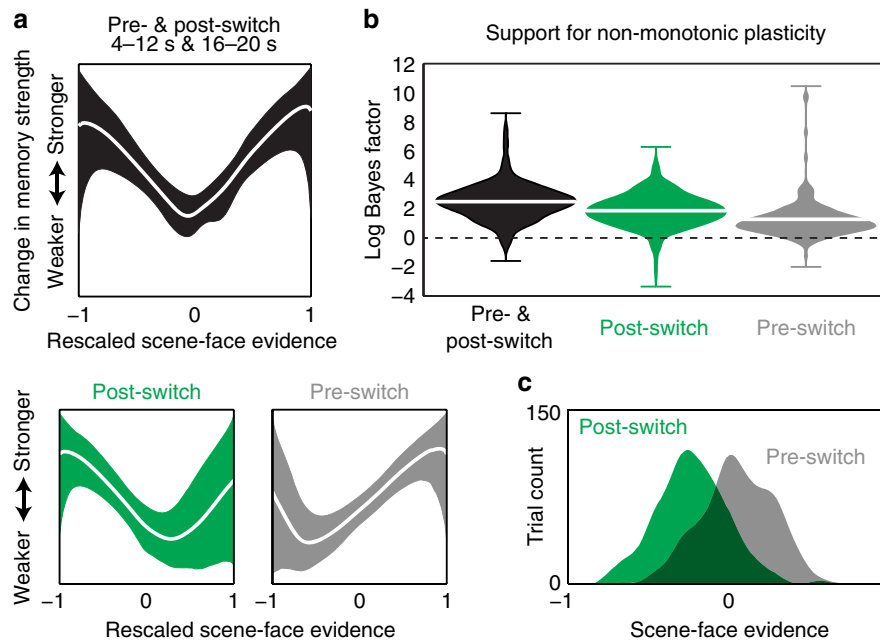 a
Pre- & post-switch
4–12 s & 16–20 s
Change in memory strength
Weaker ↔ Stronger
−1
0
1
Rescaled scene-face evidence
b
Support for non-monotonic plasticity
Log Bayes factor
12
10
8
6
4
2
0
−2
−4
Pre- &
post-switch
Post-switch
Pre-switch
Post-switch
Weaker ↔ Stronger
−1
0
1
Pre-switch
−1
0
1
Rescaled scene-face evidence
c
150
Trial count
0
Post-switch
Pre-switch
-1
0
Scene-face evidence